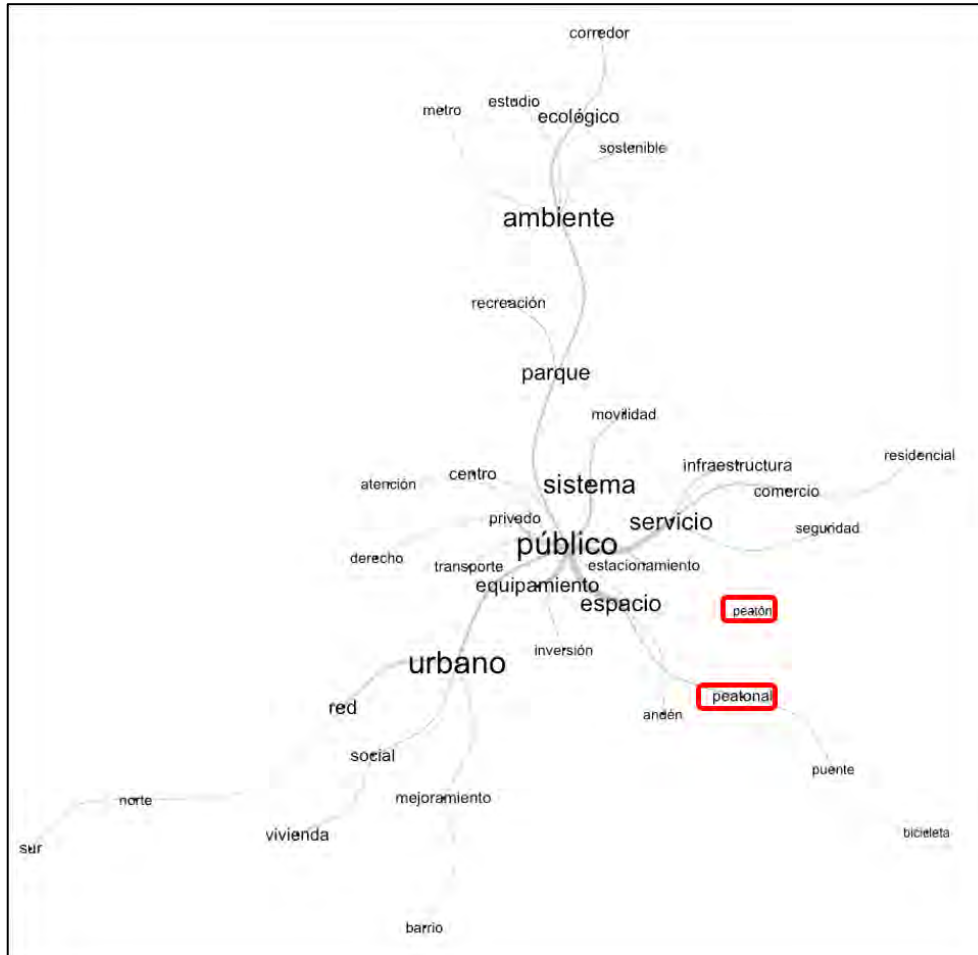 corredor
estudio
metro
ecológico
sostenible
ambiente
recreación
parque
movilidad
residencial
infraestructura
centro
atención
sistema
comercio
privado
servicio
seguridad
público
derecho
transporte
estacionamiento
equipamiento
espacio
peatón
inversión
urbano
peatonal
red
andén
social
puente
norte
mejoramiento
vivienda
bicicleta
sur
barrio